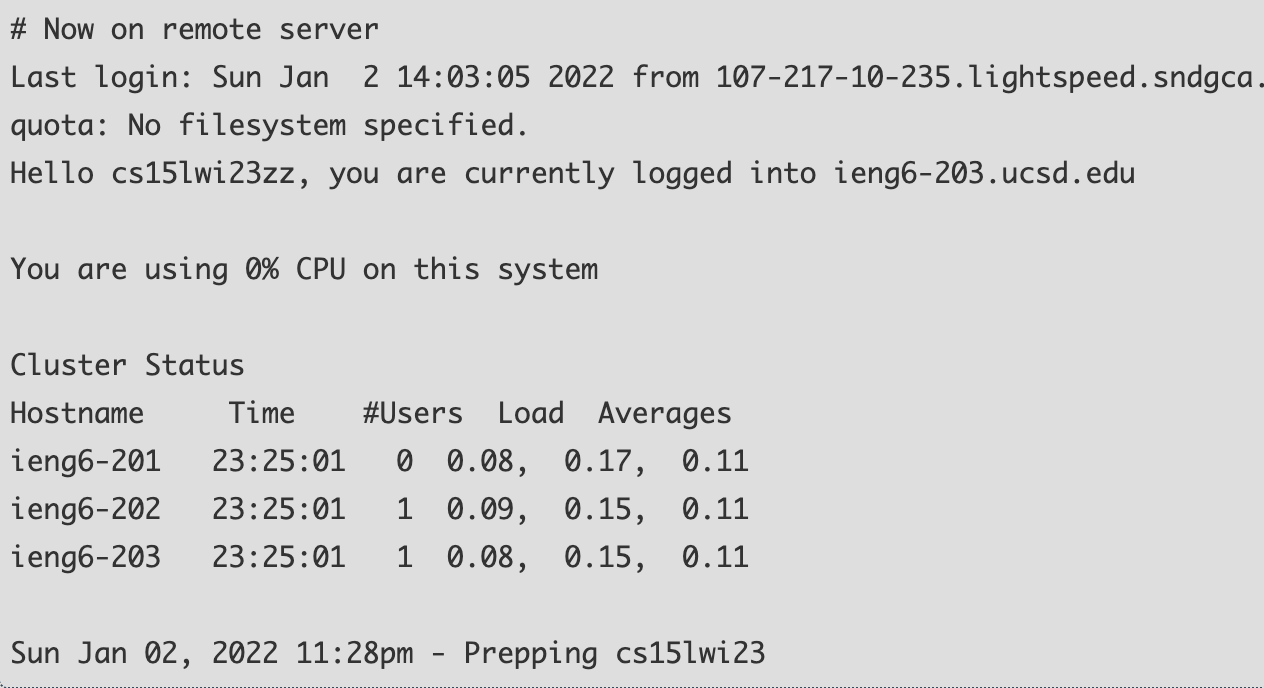 # Now on remote server
Last login: Sun Jan  2 14:03:05 2022 from 107-217-10-235.lightspeed.sndgca.
quota: No filesystem specified.
Hello cs15lwi23zz, you are currently logged into ieng6-203.ucsd.edu
You are using 0% CPU on this system
Cluster Status
Hostname     Time    #Users  Load  Averages
ieng6-201   23:25:01   0  0.08,  0.17,  0.11
ieng6-202   23:25:01   1  0.09,  0.15,  0.11
ieng6-203   23:25:01   1  0.08,  0.15,  0.11
Sun Jan 02, 2022 11:28pm - Prepping cs15lwi23